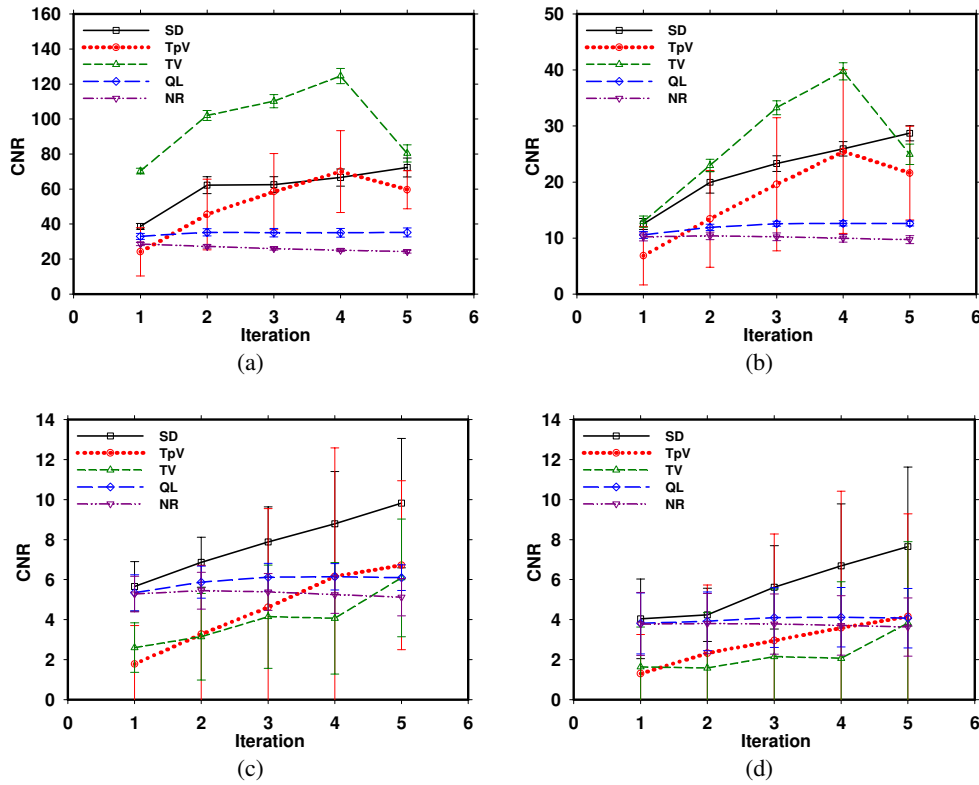 160
140
120
100
80
60
40
20
0
CNR
SD
TpV
TV
QL
NR
0 1 2 3 4 5 6
Iteration
(a)
50
40
30
20
10
0
CNR
SD
TpV
TV
QL
NR
0 1 2 3 4 5 6
Iteration
(b)
14
12
10
8
6
4
2
0
CNR
SD
TpV
TV
QL
NR
0 1 2 3 4 5 6
Iteration
(c)
14
12
10
8
6
4
2
0
CNR
SD
TpV
TV
QL
NR
0 1 2 3 4 5 6
Iteration
(d)